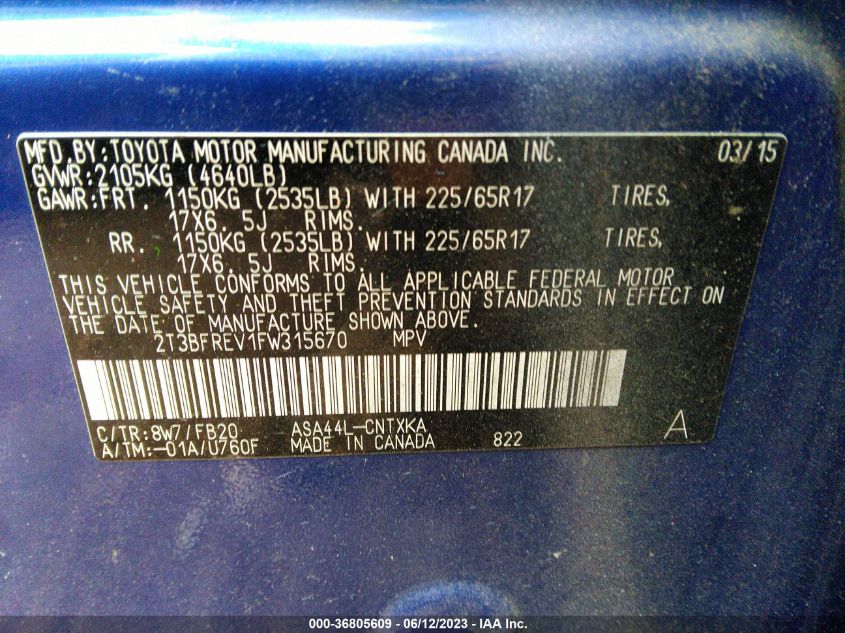 MFD. BY: TOYOTA MOTOR MANUFACTURING CANADA INC. 03/15
GVWR: 2105KG (4640LB)
GAWR: FRT. 1150KG (2535LB) WITH 225/65R17 TIRES,
17X6. 5J RIMS.
RR. 1150KG (2535LB) WITH 225/65R17 TIRES,
17X6. 5J RIMS.
THIS VEHICLE CONFORMS TO ALL APPLICABLE FEDERAL MOTOR
VEHICLE SAFETY AND THEFT PREVENTION STANDARDS IN EFFECT ON
THE DATE OF MANUFACTURE SHOWN ABOVE.
2T3BFREV1FW315670 MPV
C/TR: 8W7/FB20 ASA44L-CNTXKA
A/TM: -01A/U760F MADE IN CANADA 822 A
000-36805609 - 06/12/2023 - IAA Inc.